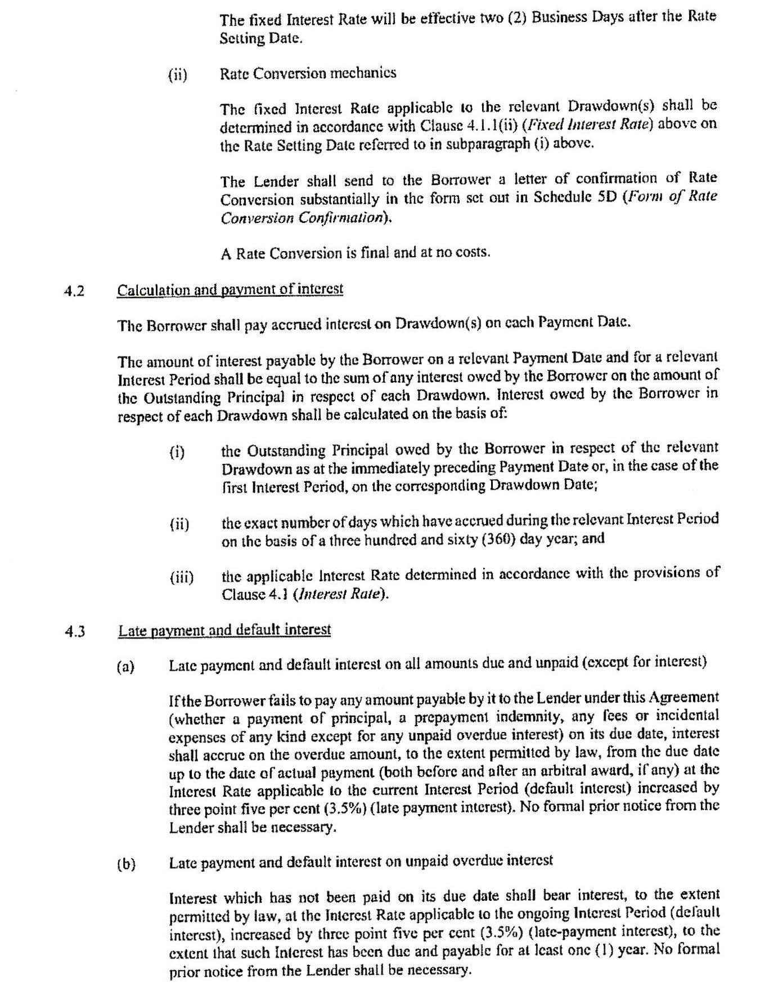 The fixed Interest Rate will be effective two (2) Business Days after the Rate
Setting Date.
(ii) Rate Conversion mechanics
The fixed Interest Rate applicable to the relevant Drawdown(s) shall be
determined in accordance with Clause 4.1.1(ii) (Fixed Interest Rate) above on
the Rate Setting Date referred to in subparagraph (i) above.
The Lender shall send to the Borrower a letter of confirmation of Rate
Conversion substantially in the form set out in Schedule 5D (Form of Rate
Conversion Confirmation).
A Rate Conversion is final and at no costs.
4.2 Calculation and payment of interest
The Borrower shall pay accrued interest on Drawdown(s) on each Payment Date.
The amount of interest payable by the Borrower on a relevant Payment Date and for a relevant
Interest Period shall be equal to the sum of any interest owed by the Borrower on the amount of
the Outstanding Principal in respect of each Drawdown. Interest owed by the Borrower in
respect of each Drawdown shall be calculated on the basis of:
(i) the Outstanding Principal owed by the Borrower in respect of the relevant
Drawdown as at the immediately preceding Payment Date or, in the case of the
first Interest Period, on the corresponding Drawdown Date;
(ii) the exact number of days which have accrued during the relevant Interest Period
on the basis of a three hundred and sixty (360) day year; and
(iii) the applicable Interest Rate determined in accordance with the provisions of
Clause 4.1 (Interest Rate).
4.3 Late payment and default interest
(a) Late payment and default interest on all amounts due and unpaid (except for interest)
If the Borrower fails to pay any amount payable by it to the Lender under this Agreement
(whether a payment of principal, a prepayment indemnity, any fees or incidental
expenses of any kind except for any unpaid overdue interest) on its due date, interest
shall accrue on the overdue amount, to the extent permitted by law, from the due date
up to the date of actual payment (both before and after an arbitral award, if any) at the
Interest Rate applicable to the current Interest Period (default interest) increased by
three point five per cent (3.5%) (late payment interest). No formal prior notice from the
Lender shall be necessary.
(b) Late payment and default interest on unpaid overdue interest
Interest which has not been paid on its due date shall bear interest, to the extent
permitted by law, at the Interest Rate applicable to the ongoing Interest Period (default
interest), increased by three point five per cent (3.5%) (late-payment interest), to the
extent that such Interest has been due and payable for at least one (1) year. No formal
prior notice from the Lender shall be necessary.